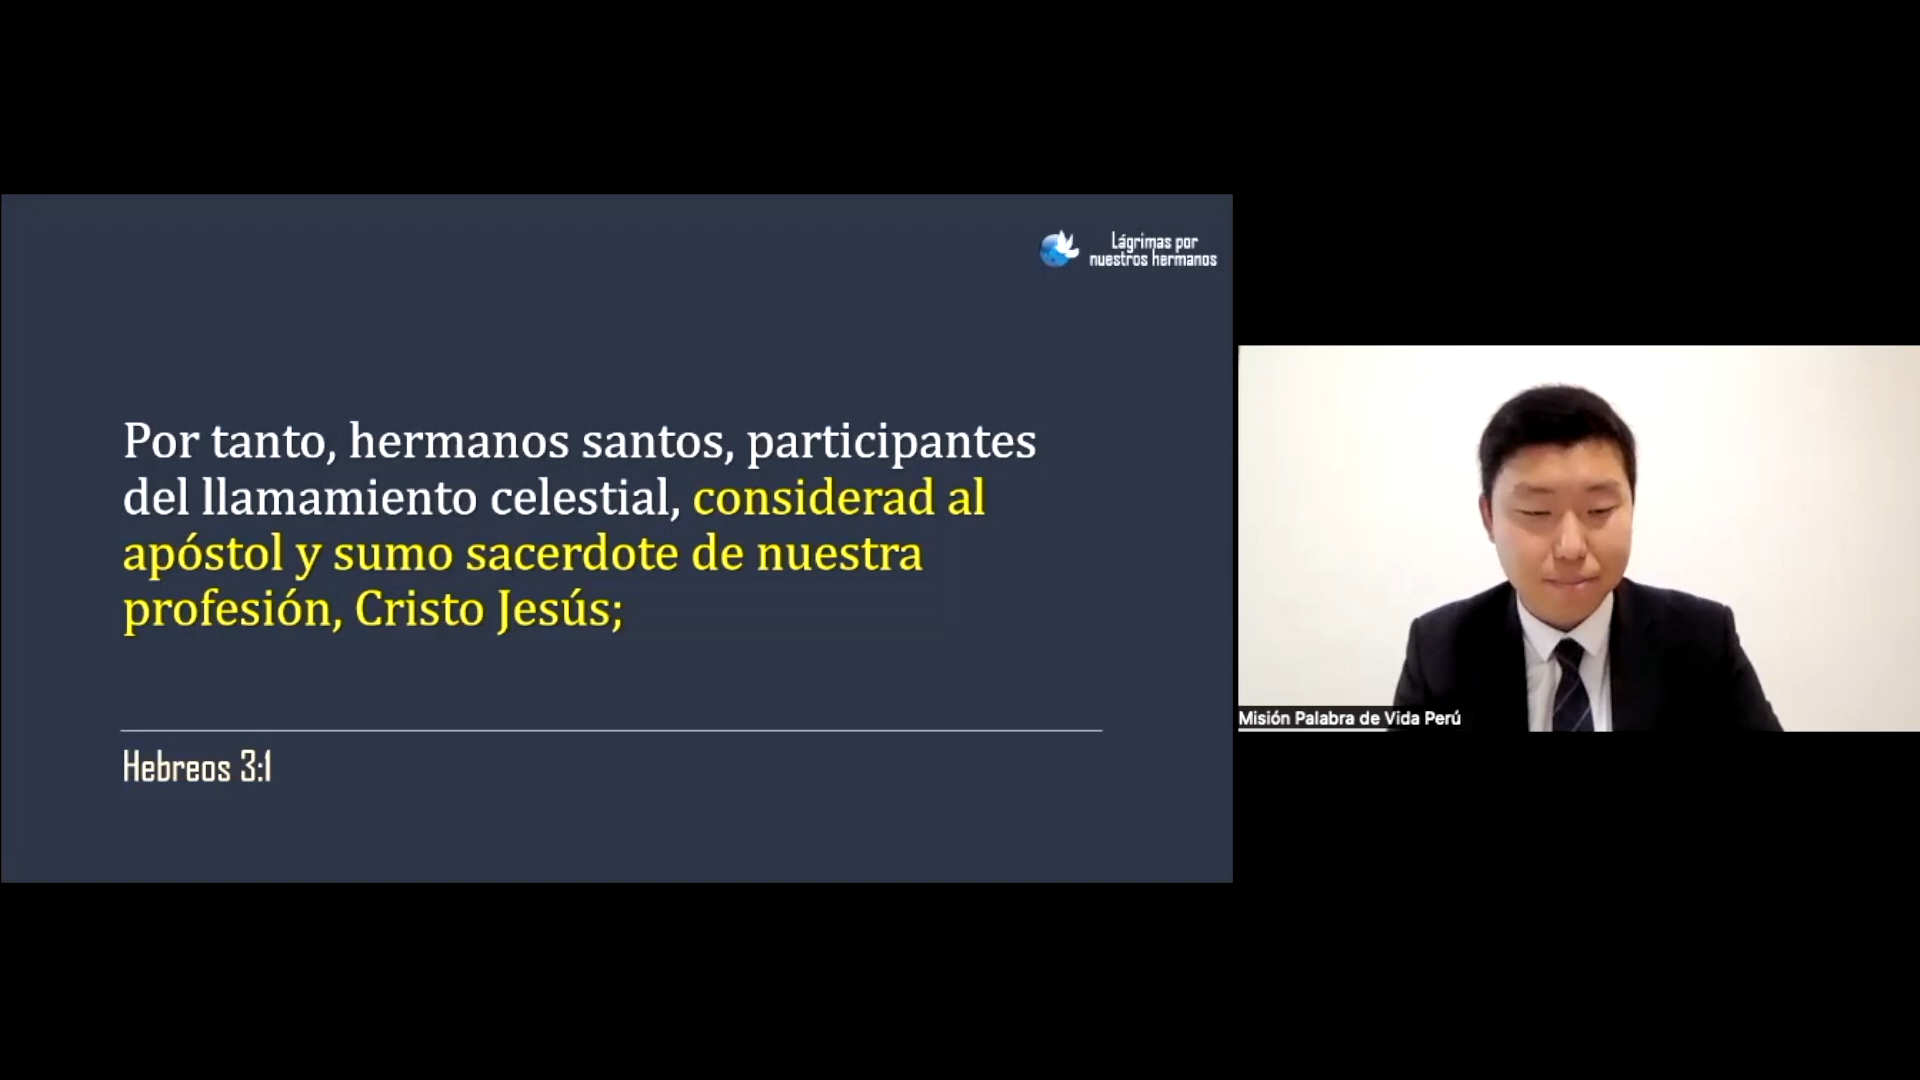 Lágrimas por
nuestros hermanos
Por tanto, hermanos santos, participantes
del llamamiento celestial, considerad al
apóstol y sumo sacerdote de nuestra
profesión, Cristo Jesús;
Hebreos 3:1
Misión Palabra de Vida Perú